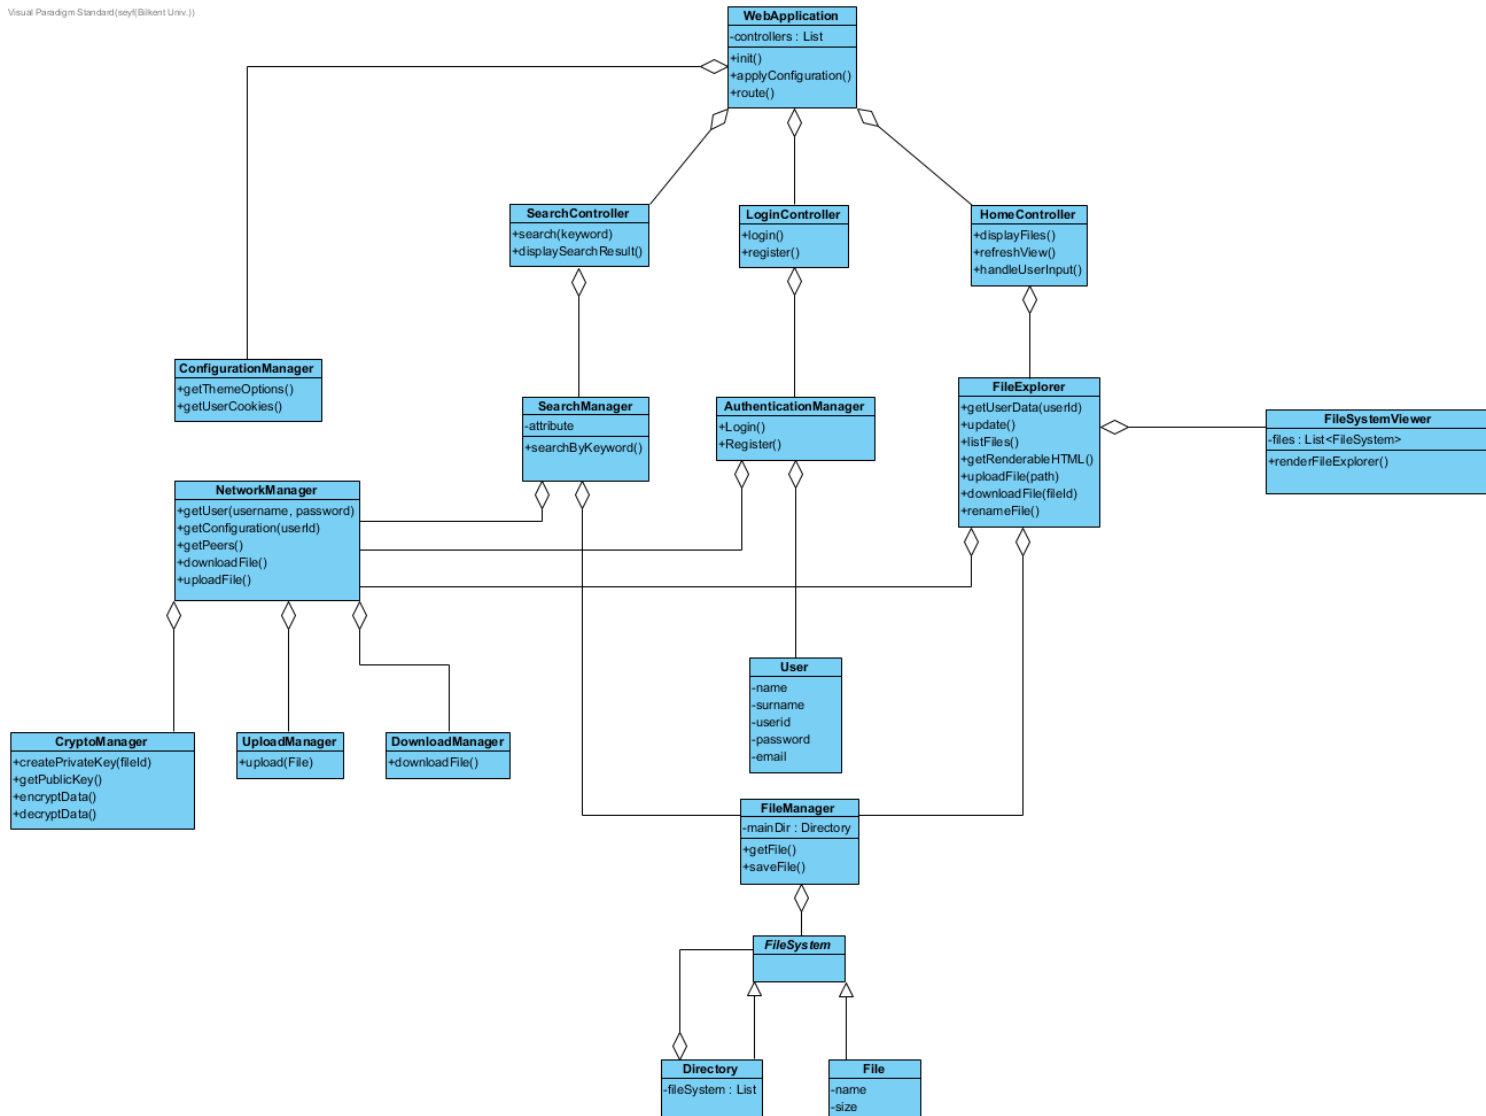 Visual Paradigm Standard(seyf(Bilkent Univ.))
WebApplication
-controllers : List
+init()
+applyConfiguration()
+route()
SearchController
+search(keyword)
+displaySearchResult()
LoginController
+login()
+register()
HomeController
+displayFiles()
+refreshView()
+handleUserInput()
ConfigurationManager
+getThemeOptions()
+getUserCookies()
SearchManager
-attribute
+searchByKeyword()
AuthenticationManager
+Login()
+Register()
FileExplorer
+getUserData(userId)
+update()
+listFiles()
+getRenderableHTML()
+uploadFile(path)
+downloadFile(fileId)
+renameFile()
FileSystemViewer
-files : List<FileSystem>
+renderFileExplorer()
NetworkManager
+getUser(username, password)
+getConfiguration(userId)
+getPeers()
+downloadFile()
+uploadFile()
User
-name
-surname
-userid
-password
-email
CryptoManager
+createPrivateKey(fileId)
+getPublicKey()
+encryptData()
+decryptData()
UploadManager
+upload(File)
DownloadManager
+downloadFile()
FileManager
-mainDir : Directory
+getFile()
+saveFile()
FileSystem
Directory
-fileSystem : List
File
-name
-size